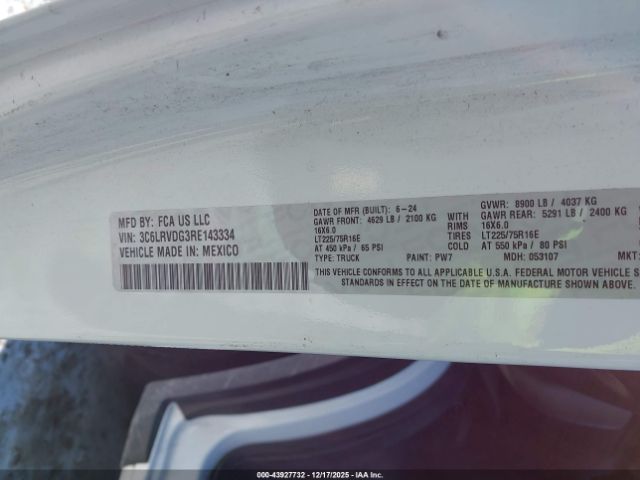 MFD BY: FCA US LLC
VIN: 3C6LRVDG3RE143334
VEHICLE MADE IN: MEXICO
DATE OF MFR (BUILT): 6-24
GAWR FRONT: 4629 LB / 2100 KG
16X6.0 RIMS
LT225/75R16E TIRES
AT 450 kPa / 65 PSI
TYPE: TRUCK PAINT: PW7
GVWR: 8900 LB / 4037 KG
GAWR REAR: 5291 LB / 2400 KG
WITH 16X6.0
RIMS LT225/75R16E
TIRES AT 550 kPa / 80 PSI
MDH: 053107 MKT:
THIS VEHICLE CONFORMS TO ALL APPLICABLE U.S.A. FEDERAL MOTOR VEHICLE S
STANDARDS IN EFFECT ON THE DATE OF MANUFACTURE SHOWN ABOVE.
000-43927732 - 12/17/2025 - IAA Inc.